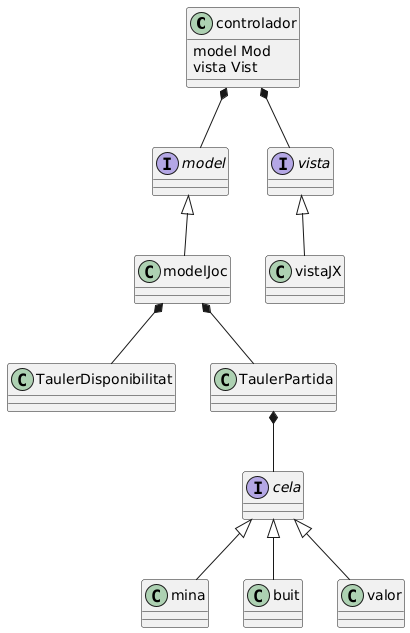 C controlador
model Mod
vista Vist
I model
I vista
C modelJoc
C vistaJX
C TaulerDisponibilitat
C TaulerPartida
I cela
C mina
C buit
C valor